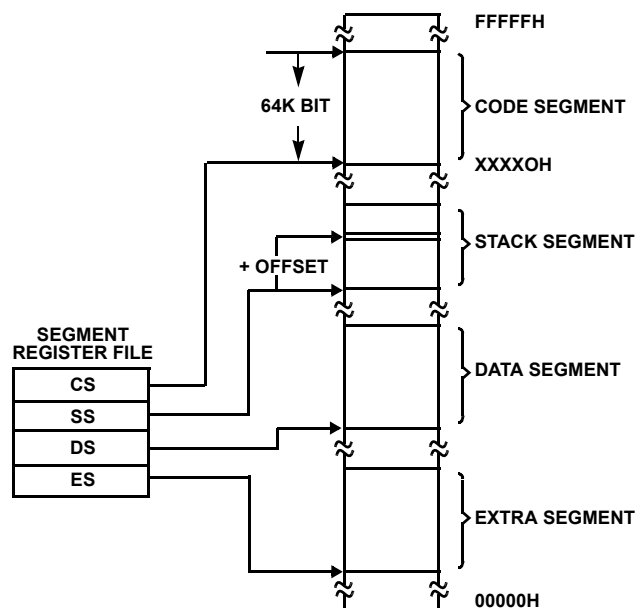 FFFFFH
64K BIT
CODE SEGMENT
XXXXOH
STACK SEGMENT
+ OFFSET
SEGMENT
REGISTER FILE
CS
SS
DS
ES
DATA SEGMENT
EXTRA SEGMENT
00000H